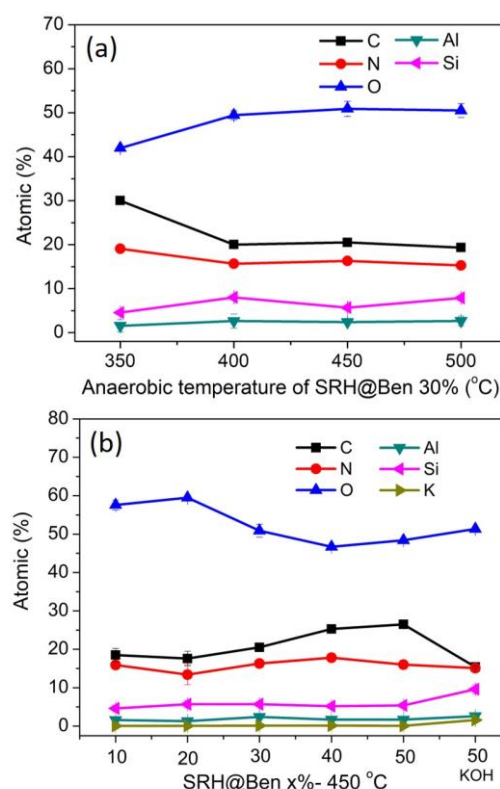 (a)
C
Al
N
Si
O
Atomic (%)
70
60
50
40
30
20
10
0
350
400
450
500
Anaerobic temperature of SRH@Ben 30% (°C)
(b)
C
Al
N
Si
O
K
Atomic (%)
80
70
60
50
40
30
20
10
0
10
20
30
40
50
50
KOH
SRH@Ben x%- 450 °C